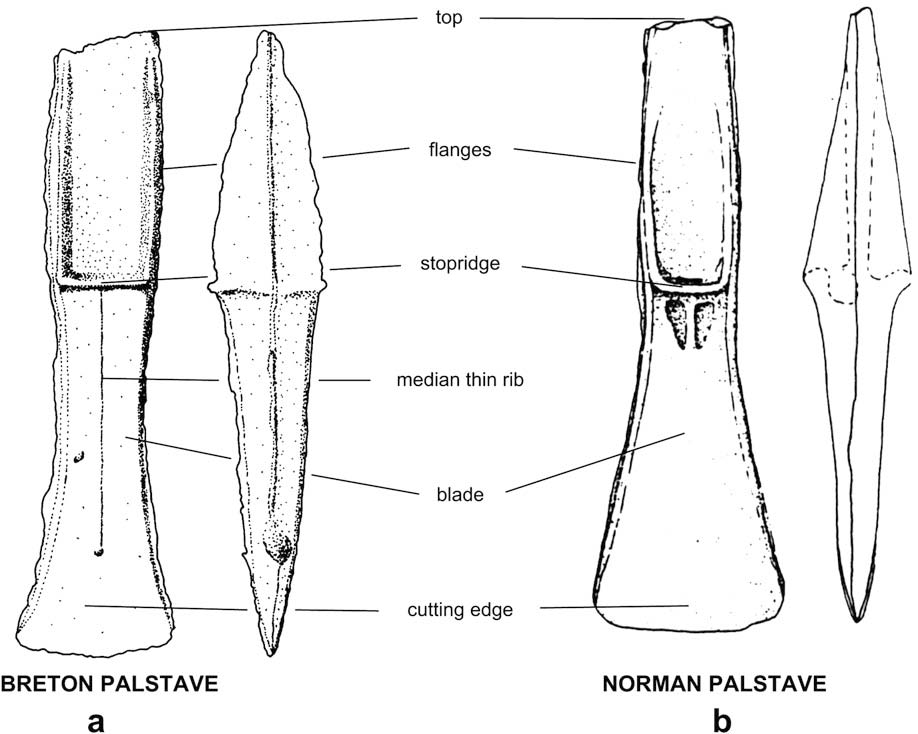 top
flanges
stopridge
median thin rib
blade
cutting edge
BRETON PALSTAVE
NORMAN PALSTAVE
a
b